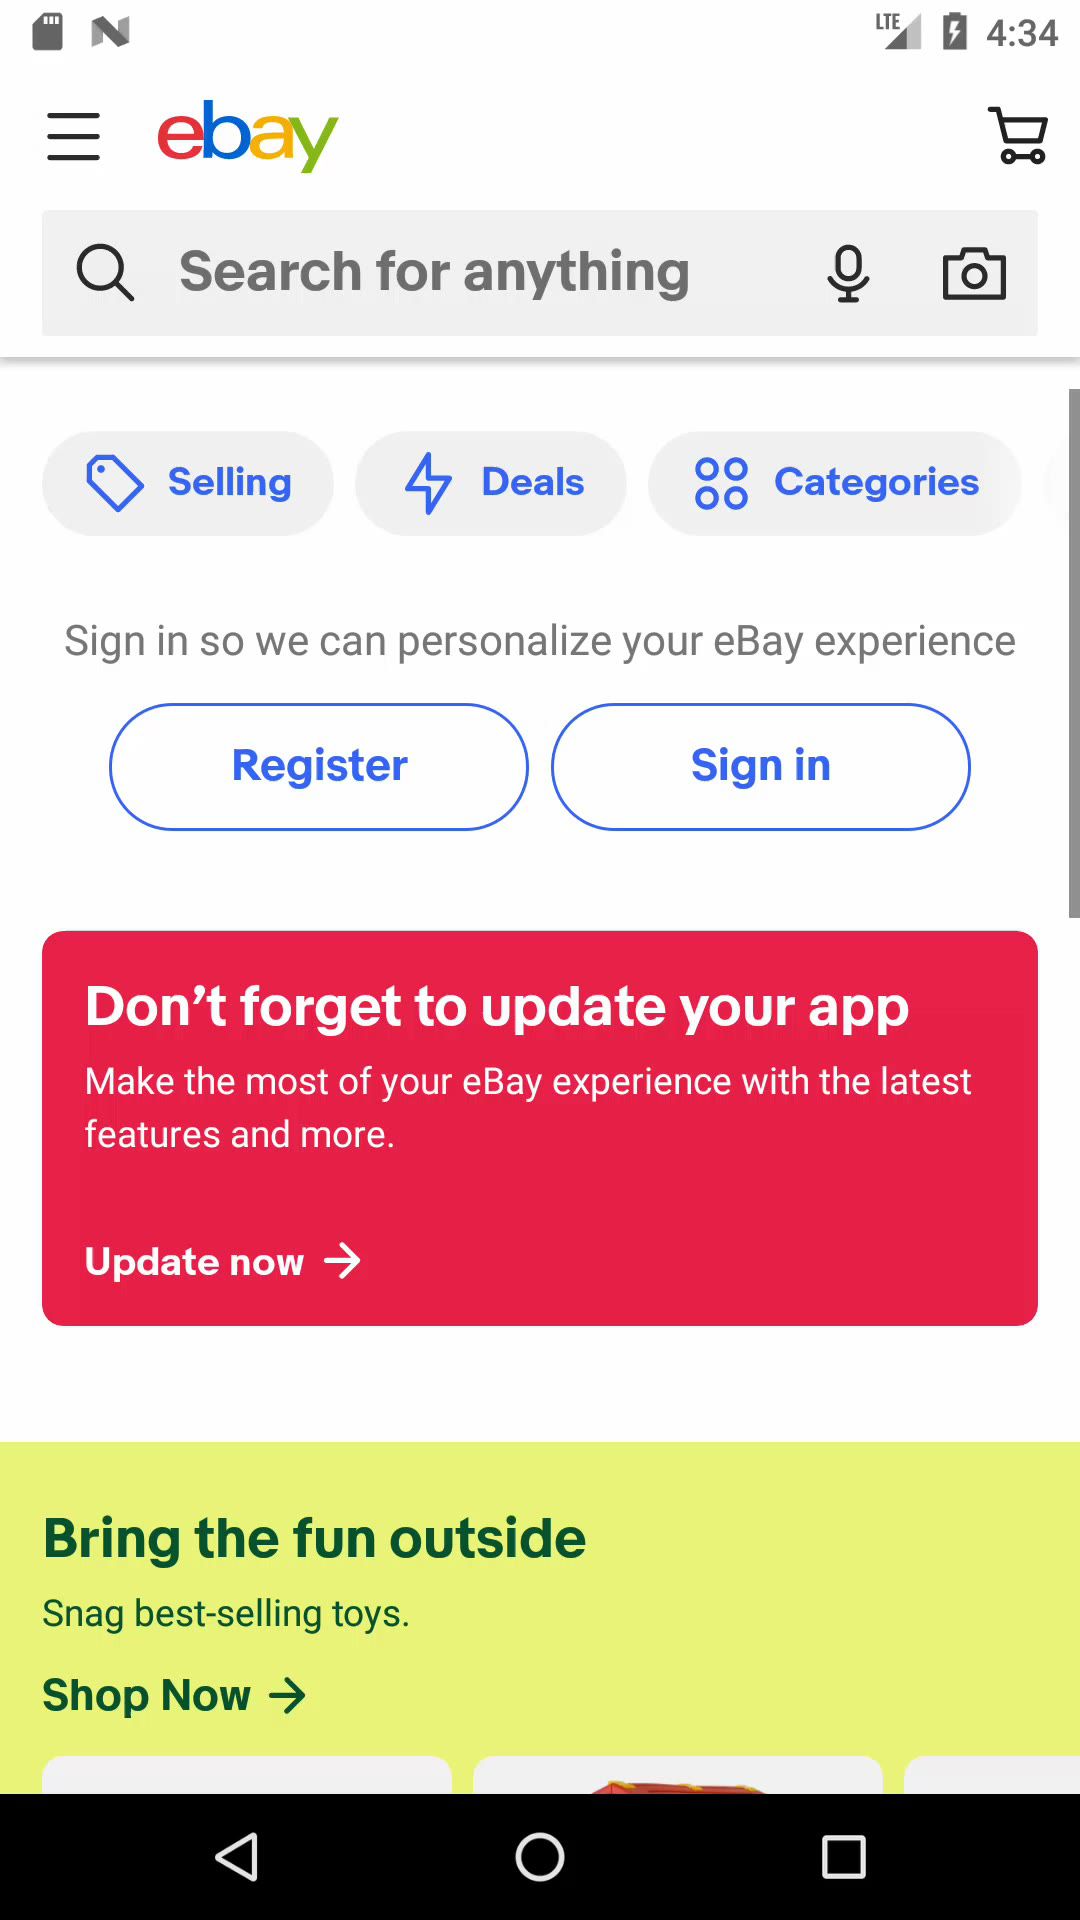 LTE 4:34
ebay
Search for anything
Selling Deals Categories
Sign in so we can personalize your eBay experience
Register Sign in
Don't forget to update your app
Make the most of your eBay experience with the latest
features and more.
Update now
Bring the fun outside
Snag best-selling toys.
Shop Now